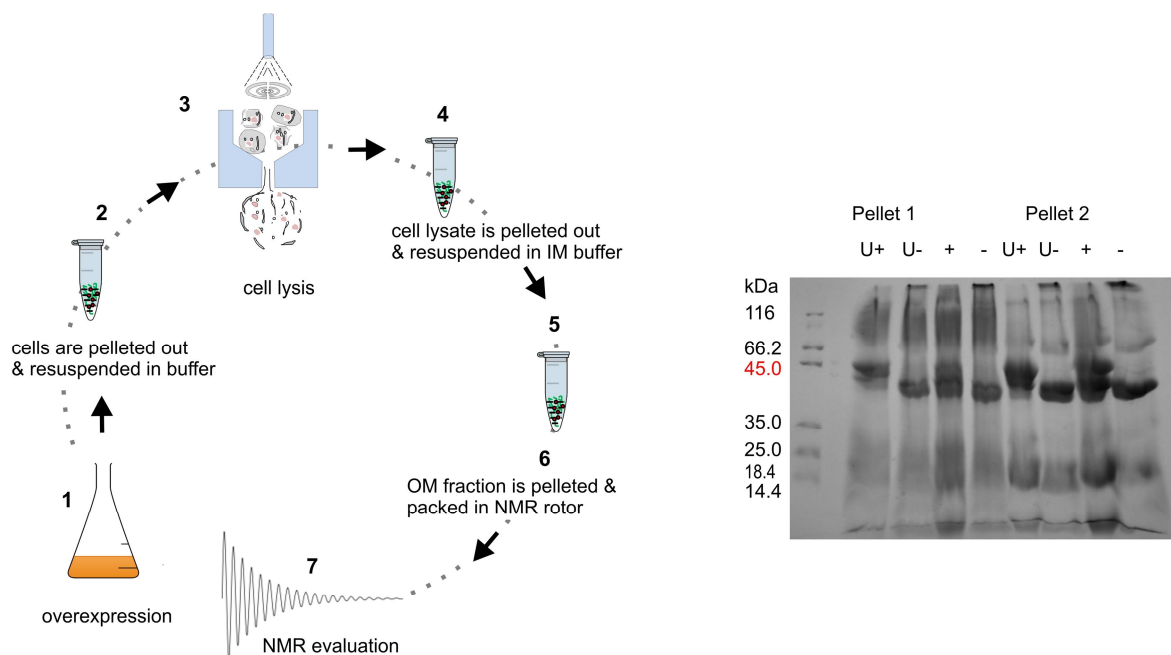 3
4
2
cell lysis
cell lysate is pelleted out
& resuspended in IM buffer
cells are pelleted out
& resuspended in buffer
5
6
OM fraction is pelleted &
packed in NMR rotor
1
7
overexpression
NMR evaluation
Pellet 1 Pellet 2
U+ U- + - U+ U- + -
kDa
116
66.2
45.0
35.0
25.0
18.4
14.4